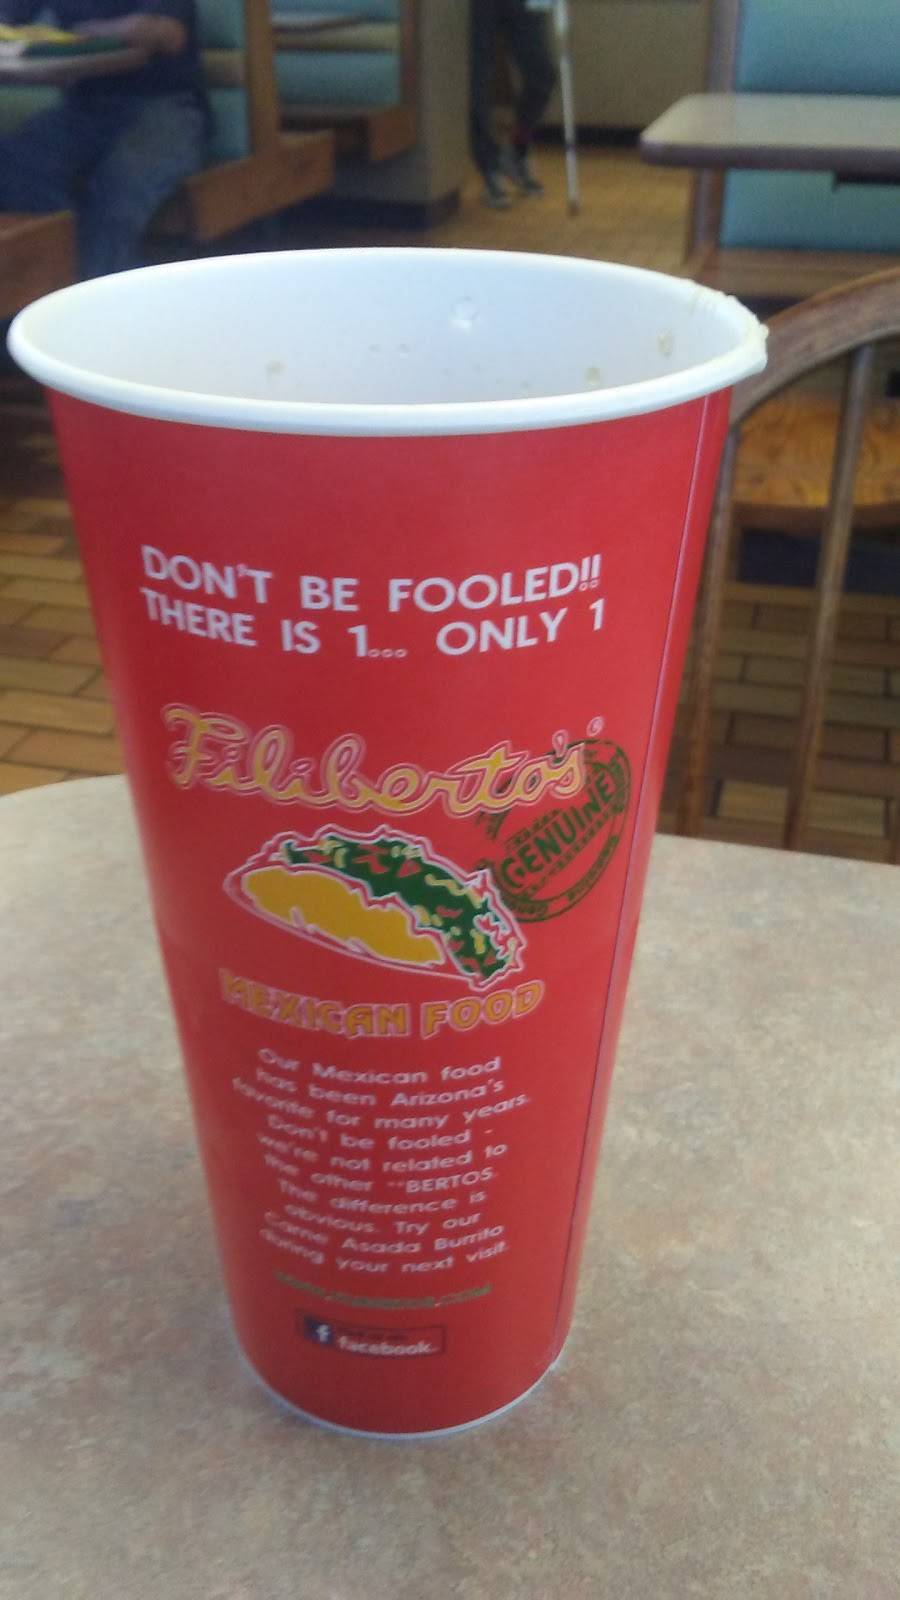 DON'T BE FOOLED!!
THERE IS 1... ONLY 1
Filiberto's
GENUINE
MEXICAN FOOD
Our Mexican food
has been Arizona's
favorite for many years.
Don't be fooled -
we're not related to
the other **BERTOS.
The difference is
obvious. Try our
Carne Asada Burrito
during your next visit.
f
facebook.